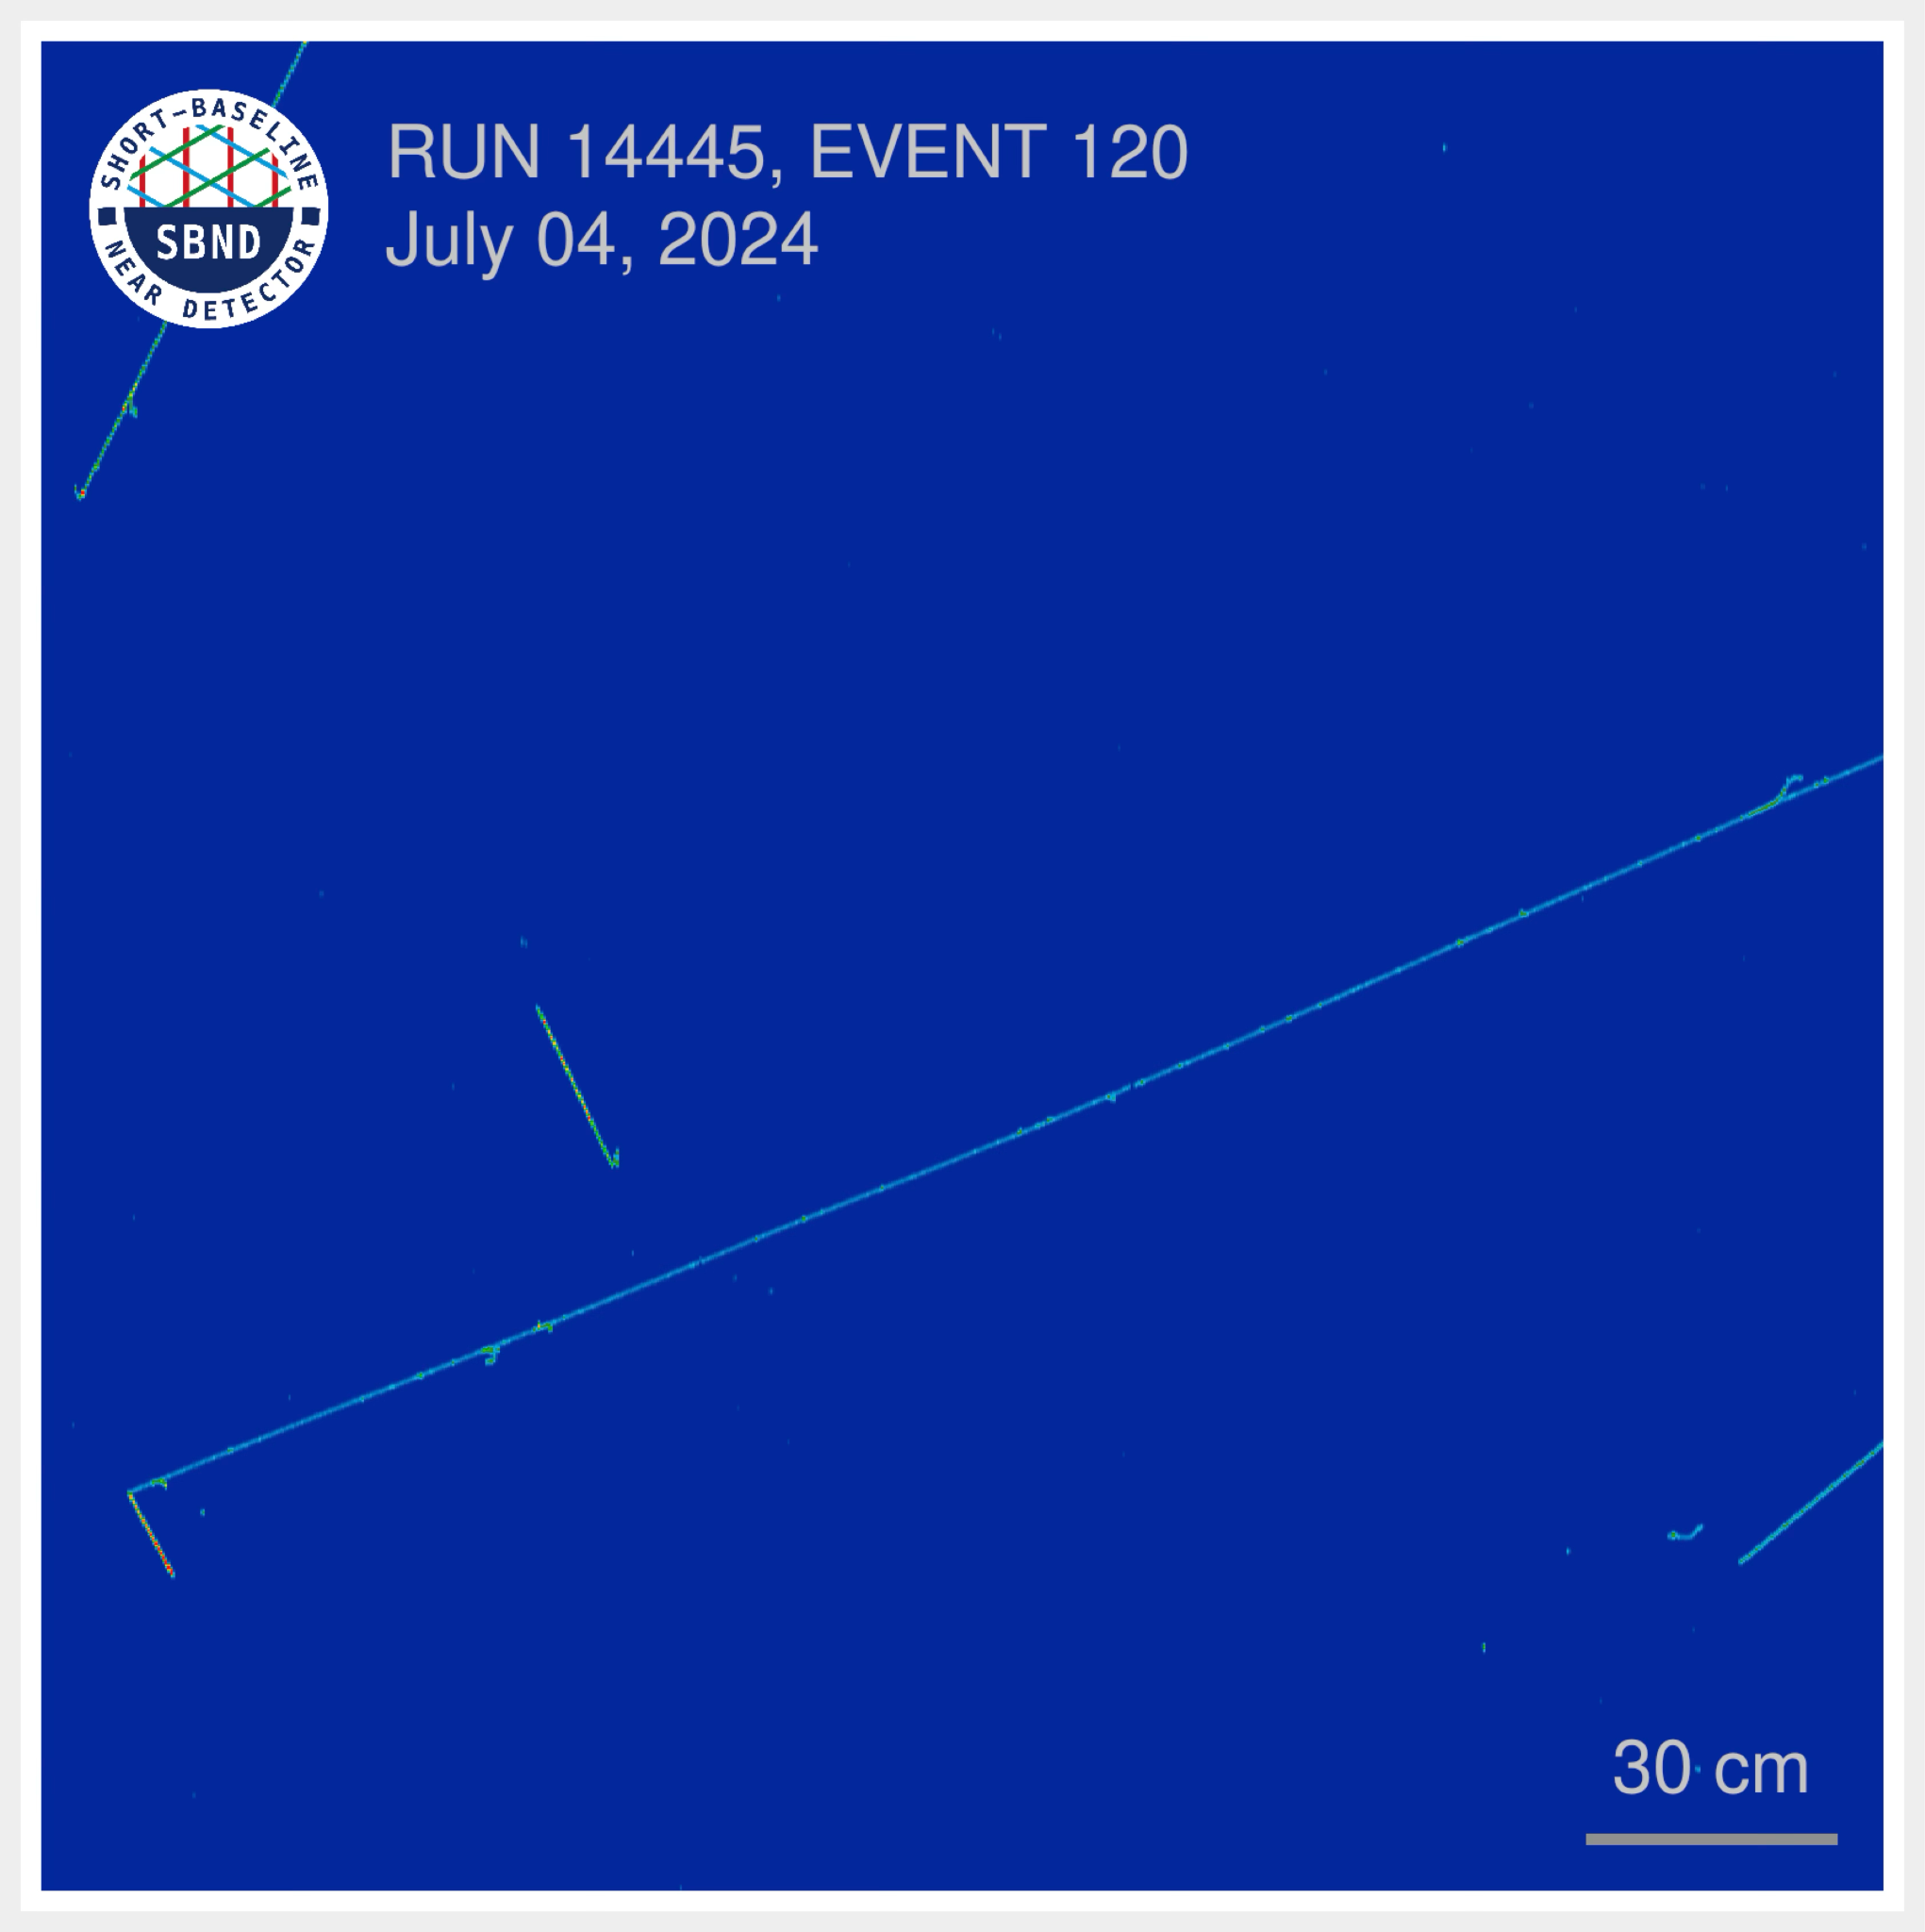 SHORT-BASELINE
SBND
NEAR DETECTOR
RUN 14445, EVENT 120
July 04, 2024
30 cm